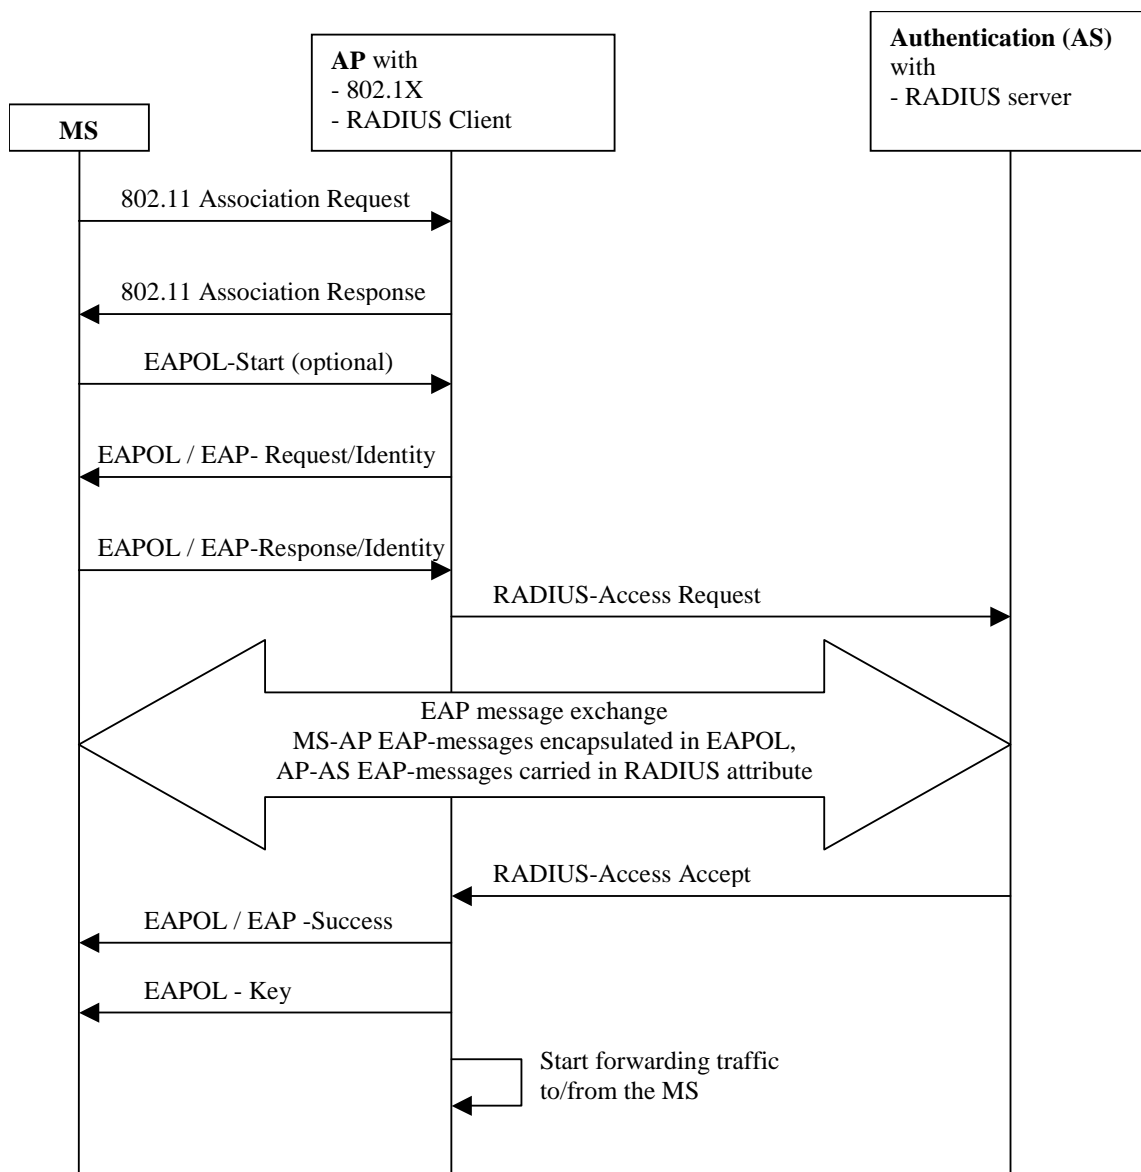 MS
AP with
- 802.1X
- RADIUS Client
Authentication (AS)
with
- RADIUS server
802.11 Association Request
802.11 Association Response
EAPOL-Start (optional)
EAPOL / EAP- Request/Identity
EAPOL / EAP-Response/Identity
RADIUS-Access Request
EAP message exchange
MS-AP EAP-messages encapsulated in EAPOL,
AP-AS EAP-messages carried in RADIUS attribute
RADIUS-Access Accept
EAPOL / EAP -Success
EAPOL - Key
Start forwarding traffic
to/from the MS